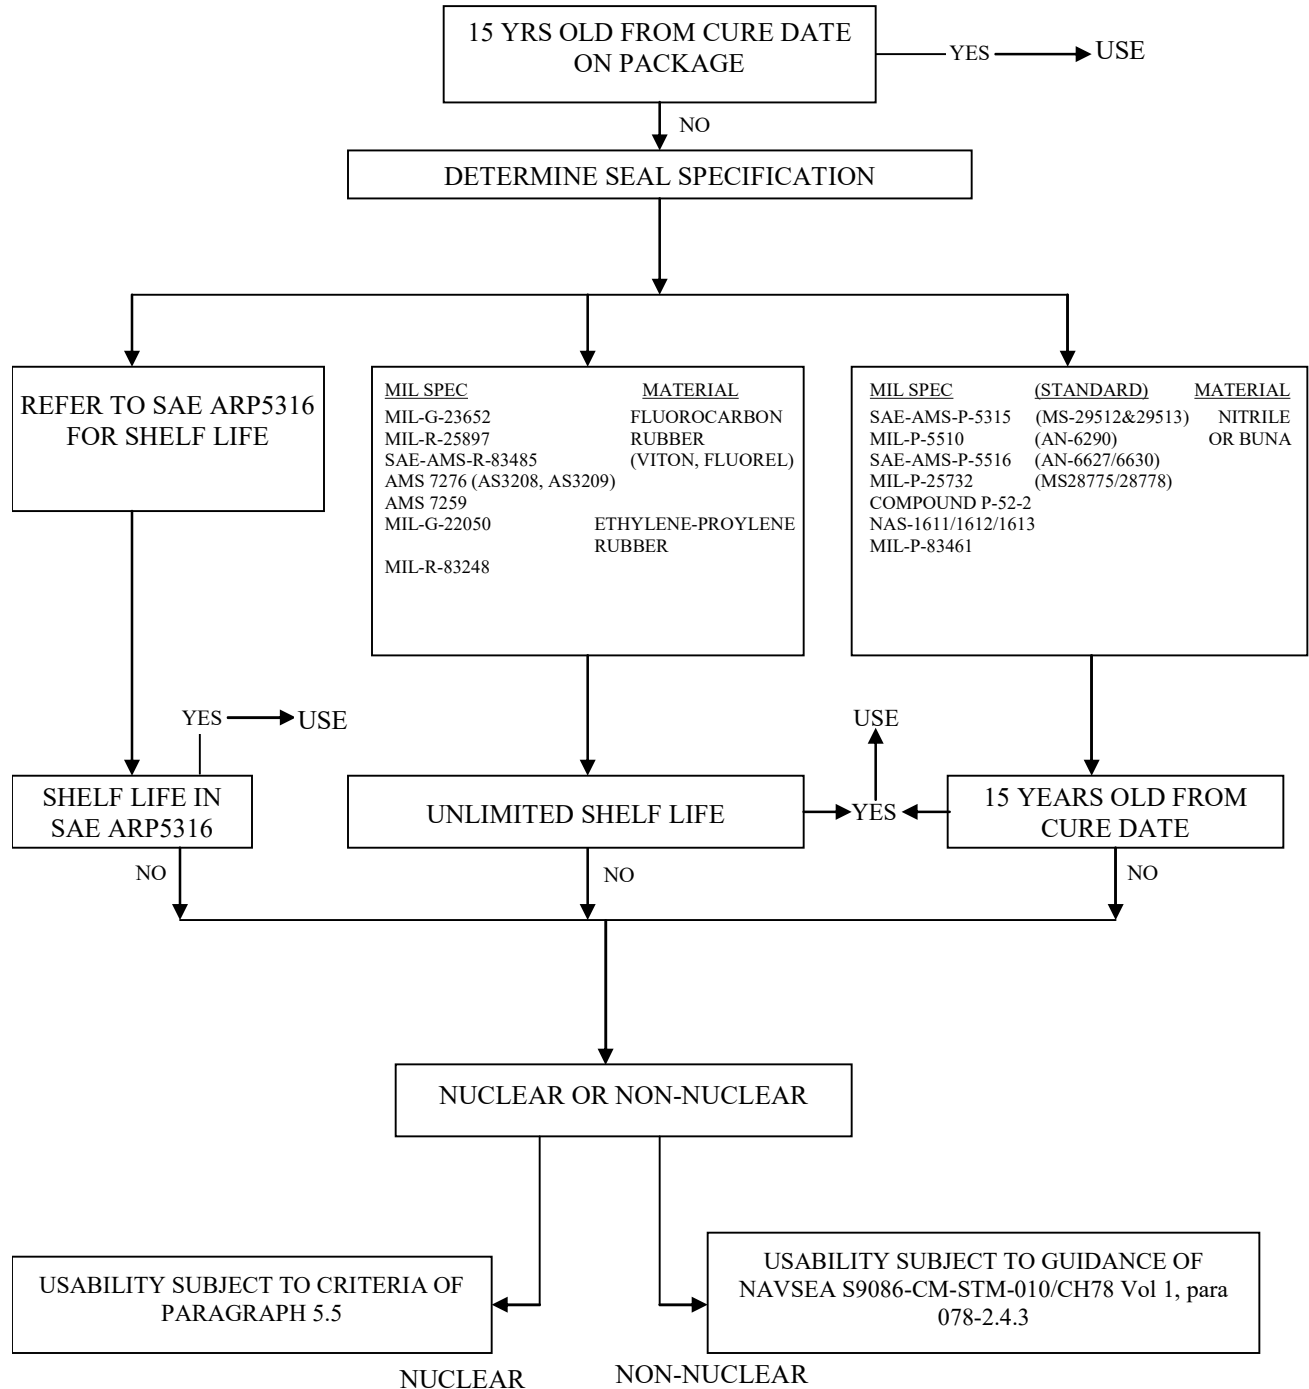 15 YRS OLD FROM CURE DATE
ON PACKAGE
YES
USE
NO
DETERMINE SEAL SPECIFICATION
REFER TO SAE ARP5316
FOR SHELF LIFE
MIL SPEC MATERIAL
MIL-G-23652 FLUOROCARBON
MIL-R-25897 RUBBER
SAE-AMS-R-83485 (VITON, FLUOREL)
AMS 7276 (AS3208, AS3209)
AMS 7259
MIL-G-22050 ETHYLENE-PROYLENE
RUBBER
MIL-R-83248
MIL SPEC (STANDARD) MATERIAL
SAE-AMS-P-5315 (MS-29512&29513) NITRILE
MIL-P-5510 (AN-6290) OR BUNA
SAE-AMS-P-5516 (AN-6627/6630)
MIL-P-25732 (MS28775/28778)
COMPOUND P-52-2
NAS-1611/1612/1613
MIL-P-83461
YES
USE
USE
SHELF LIFE IN
SAE ARP5316
UNLIMITED SHELF LIFE
YES
15 YEARS OLD FROM
CURE DATE
NO
NO
NO
NUCLEAR OR NON-NUCLEAR
USABILITY SUBJECT TO CRITERIA OF
PARAGRAPH 5.5
USABILITY SUBJECT TO GUIDANCE OF
NAVSEA S9086-CM-STM-010/CH78 Vol 1, para
078-2.4.3
NUCLEAR
NON-NUCLEAR